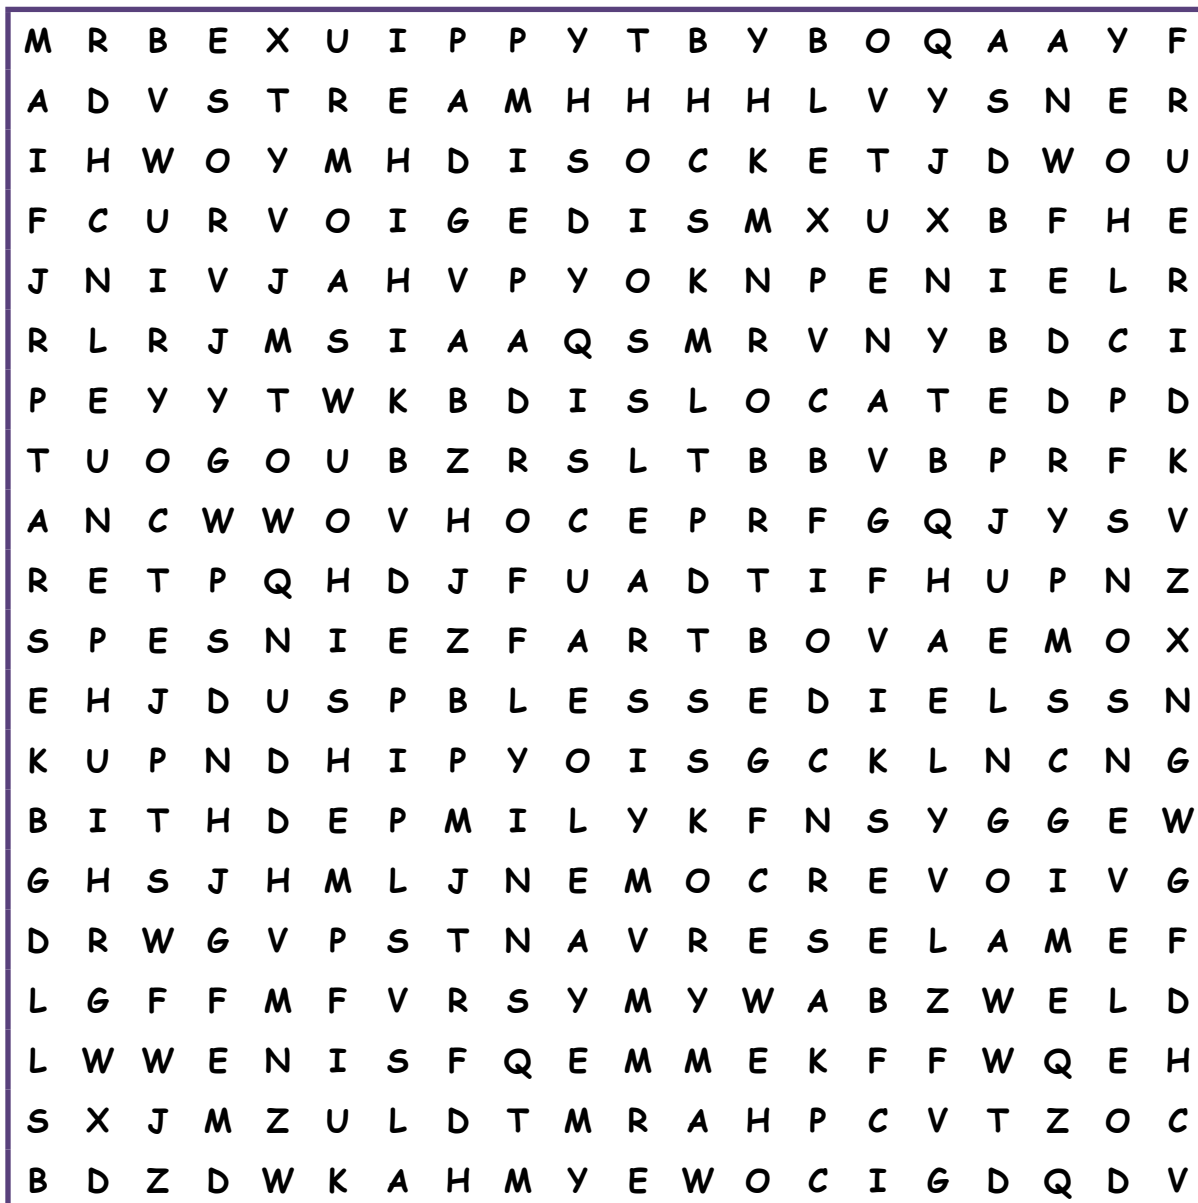 M R B E X U I P P Y T B Y B O Q A A Y F
A D V S T R E A M H H H H L V Y S N E R
I H W O Y M H D I S O C K E T J D W O U
F C U R V O I G E D I S M X U X B F H E
J N I V J A H V P Y O K N P E N I E L R
R L R J M S I A A Q S M R V N Y B D C I
P E Y Y T W K B D I S L O C A T E D P D
T U O G O U B Z R S L T B B V B P R F K
A N C W W O V H O C E P R F G Q J Y S V
R E T P Q H D J F U A D T I F H U P N Z
S P E S N I E Z F A R T B O V A E M O X
E H J D U S P B L E S S E D I E L S S N
K U P N D H I P Y O I S G C K L N C N G
B I T H D E P M I L Y K F N S Y G G E W
G H S J H M L J N E M O C R E V O I V G
D R W G V P S T N A V R E S E L A M E F
L G F F M F V R S Y M Y W A B Z W E L D
L W W E N I S F Q E M M E K F F W Q E H
S X J M Z U L D T M R A H P C V T Z O C
B D Z D W K A H M Y E W O C I G D Q D V